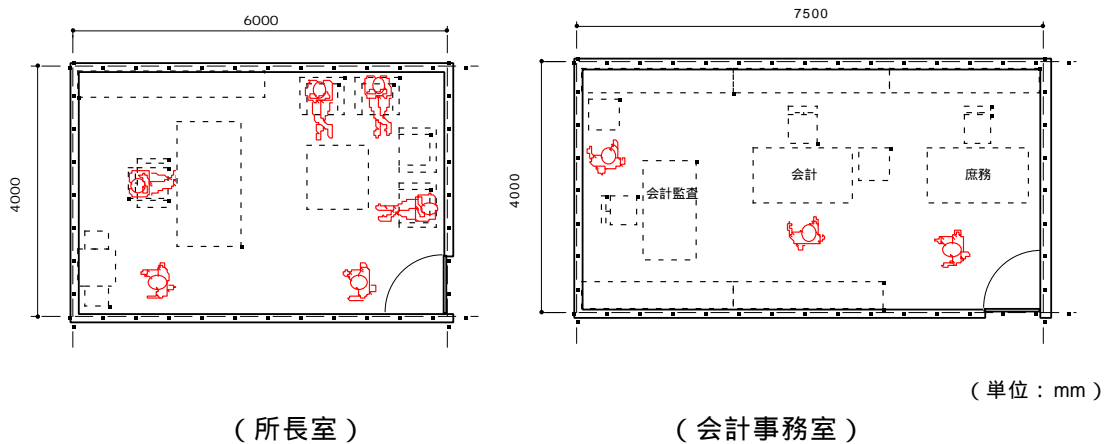 6000
7500
4000
4000
会計監査
会計
庶務
（単位：mm）
（所長室）
（会計事務室）